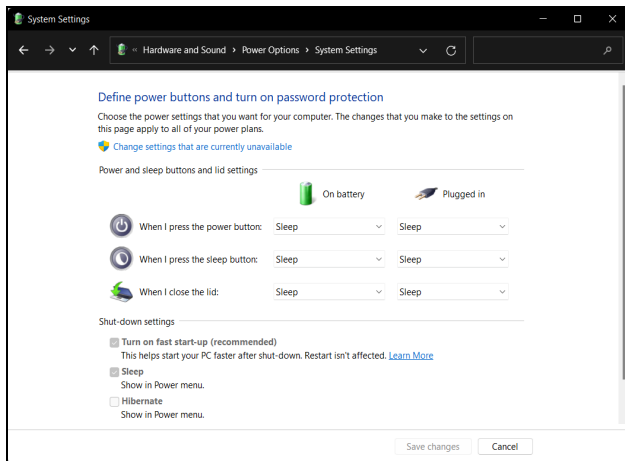 System Settings
« Hardware and Sound › Power Options › System Settings
Define power buttons and turn on password protection
Choose the power settings that you want for your computer. The changes that you make to the settings on
this page apply to all of your power plans.
Change settings that are currently unavailable
Power and sleep buttons and lid settings
On battery Plugged in
When I press the power button: Sleep Sleep
When I press the sleep button: Sleep Sleep
When I close the lid: Sleep Sleep
Shut-down settings
Turn on fast start-up (recommended)
This helps start your PC faster after shut-down. Restart isn't affected. Learn More
Sleep
Show in Power menu.
Hibernate
Show in Power menu.
Save changes Cancel